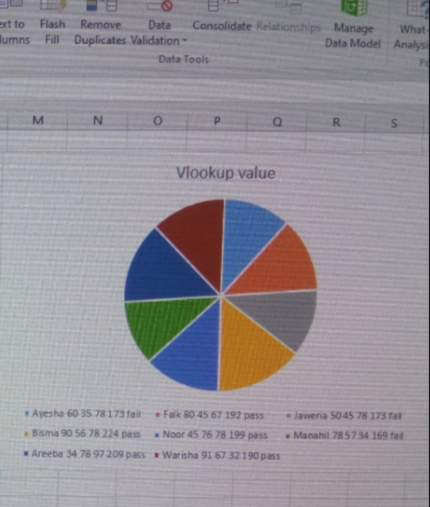 ext to Flash Remove Data Consolidate Relationships Manage What-
lumns Fill Duplicates Validation Data Model Analysi
Data Tools
M N O P Q R S
Vlookup value
Ayesha 60 35 78 173 fail Falk 80 45 67 192 pass Jaweria 50 45 78 173 fail
Bisma 90 56 78 224 pass Noor 45 76 78 199 pass Manahil 78 57 34 169 fail
Areeba 34 78 97 209 pass Warisha 91 67 32 190 pass